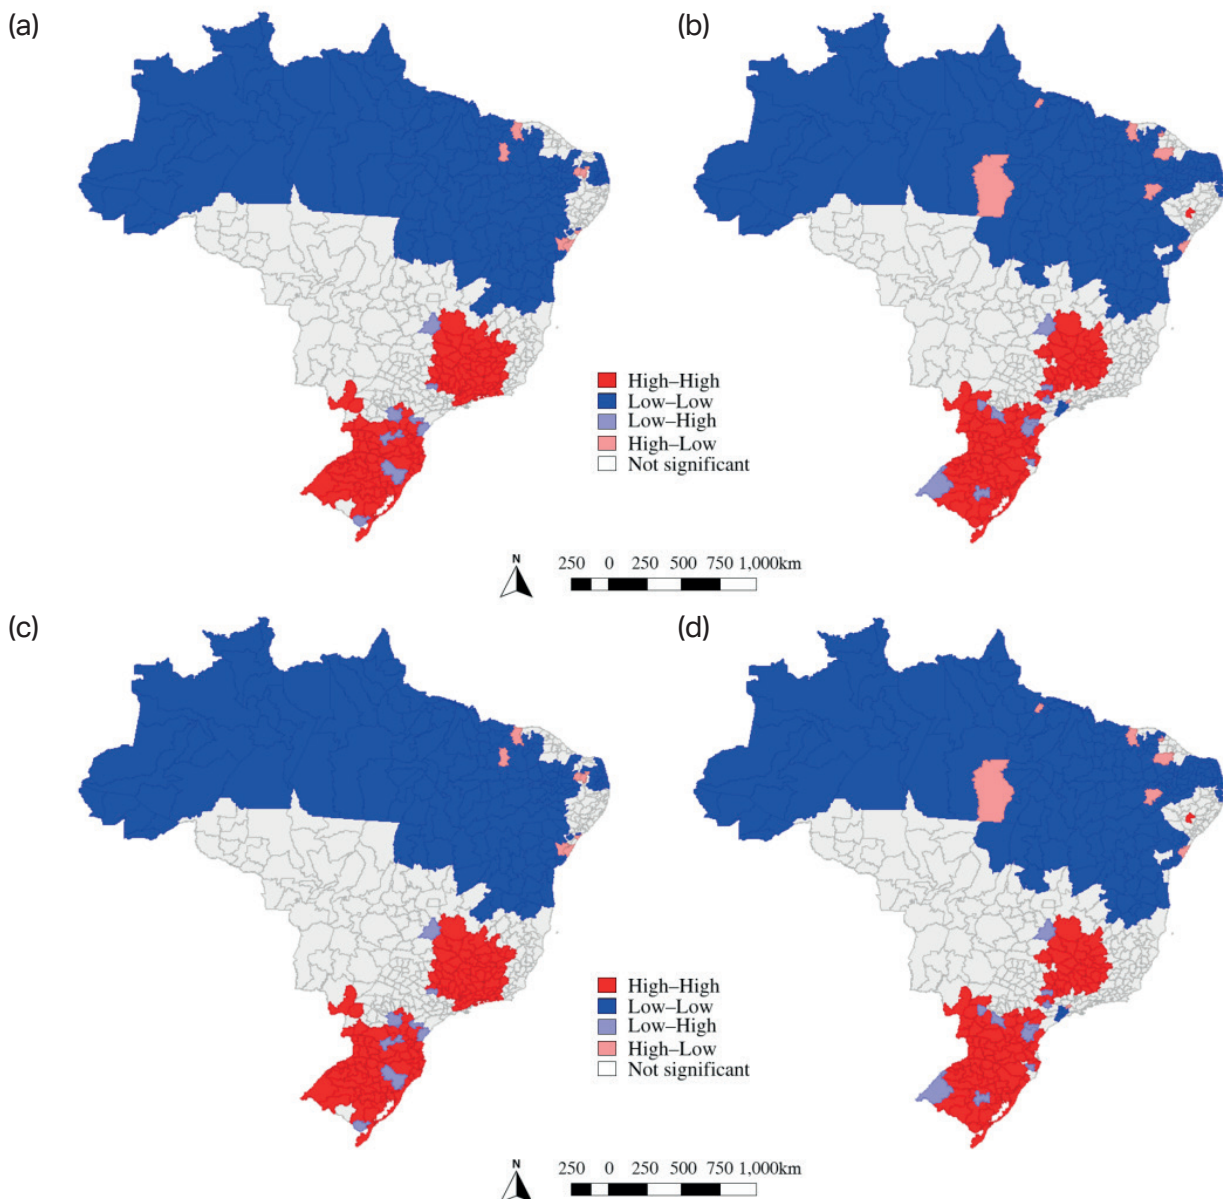 (a)
(b)
High–High
Low–Low
Low–High
High–Low
Not significant
N
250 0 250 500 750 1,000km
(c)
(d)
High–High
Low–Low
Low–High
High–Low
Not significant
N
250 0 250 500 750 1,000km